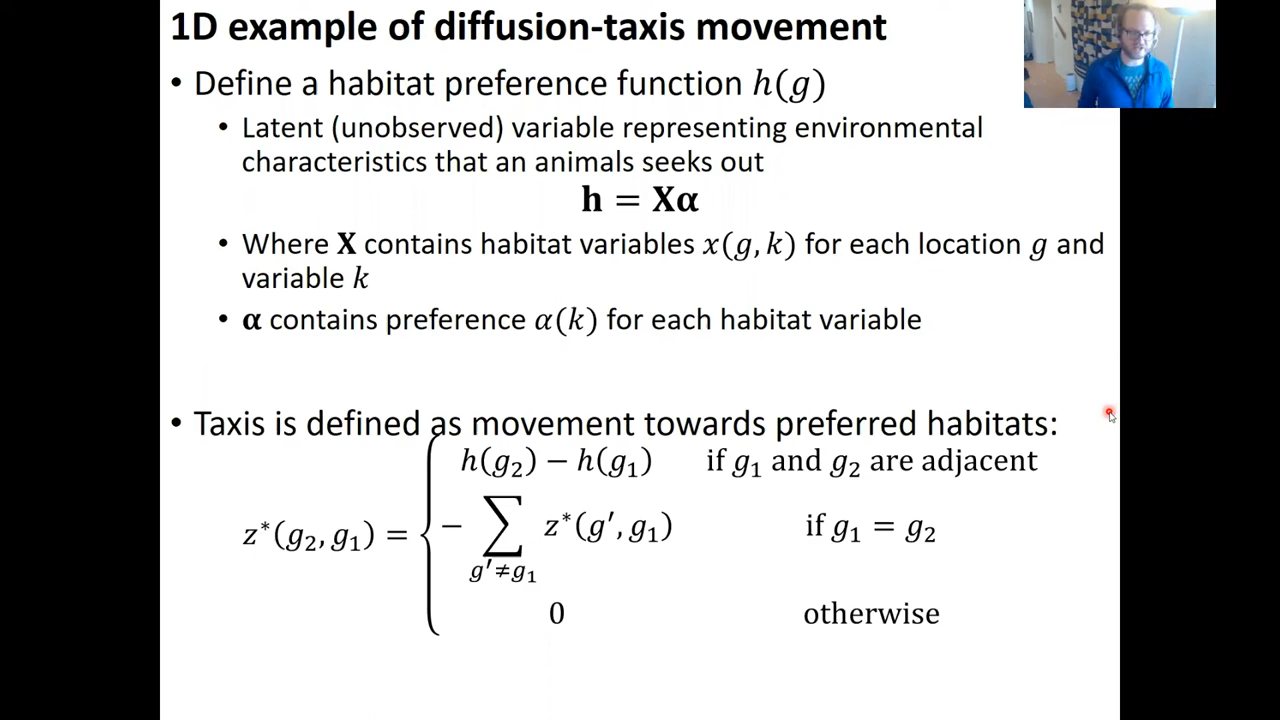 1D example of diffusion-taxis movement
• Define a habitat preference function h(g)
• Latent (unobserved) variable representing environmental
characteristics that an animals seeks out
h = Xα
• Where X contains habitat variables x(g, k) for each location g and
variable k
• α contains preference α(k) for each habitat variable
• Taxis is defined as movement towards preferred habitats:
h(g₂) − h(g₁) if g₁ and g₂ are adjacent
z*(g₂, g₁) = { − ∑ z*(g′, g₁) if g₁ = g₂
g′≠g₁
0 otherwise